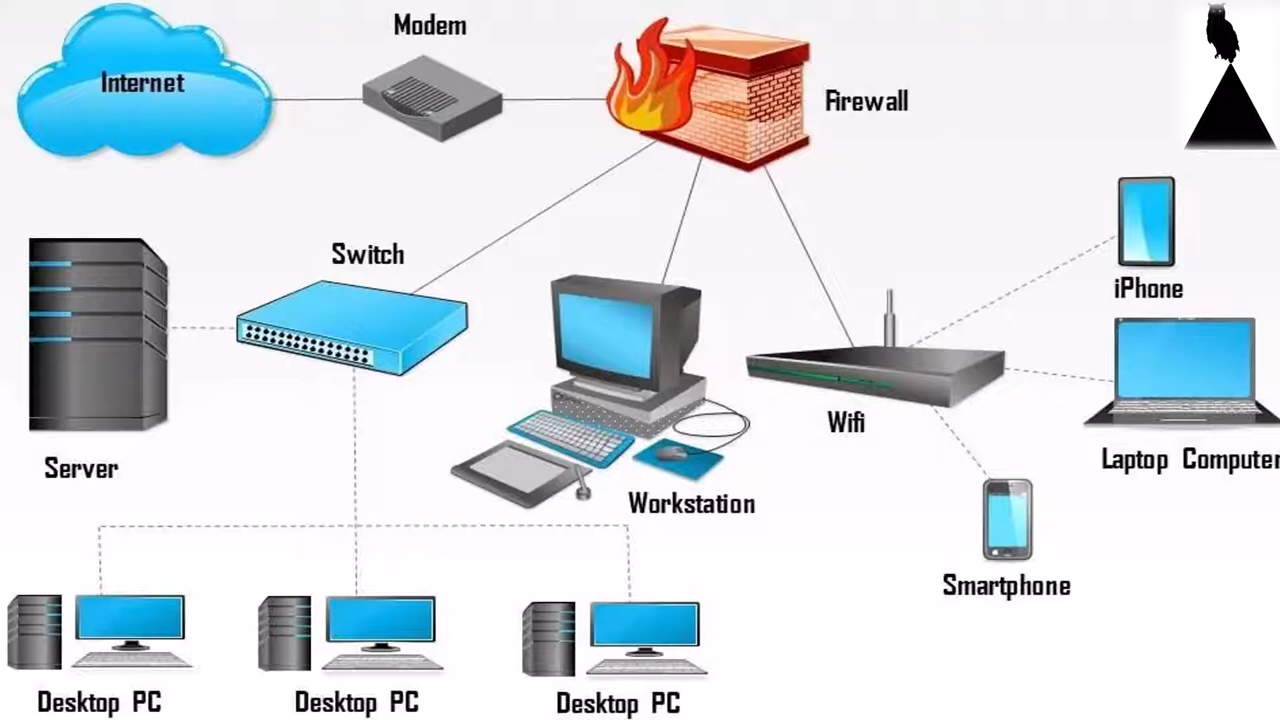 Modem
Internet
Firewall
Switch
iPhone
Wifi
Server
Laptop Computer
Workstation
Smartphone
Desktop PC
Desktop PC
Desktop PC